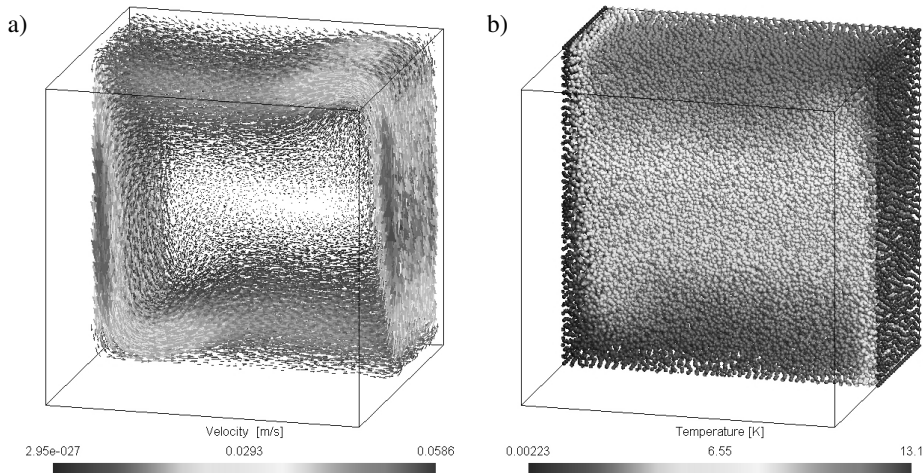 a)
b)
Velocity [m/s]
2.95e-027 0.0293 0.0586
Temperature [K]
0.00223 6.55 13.1